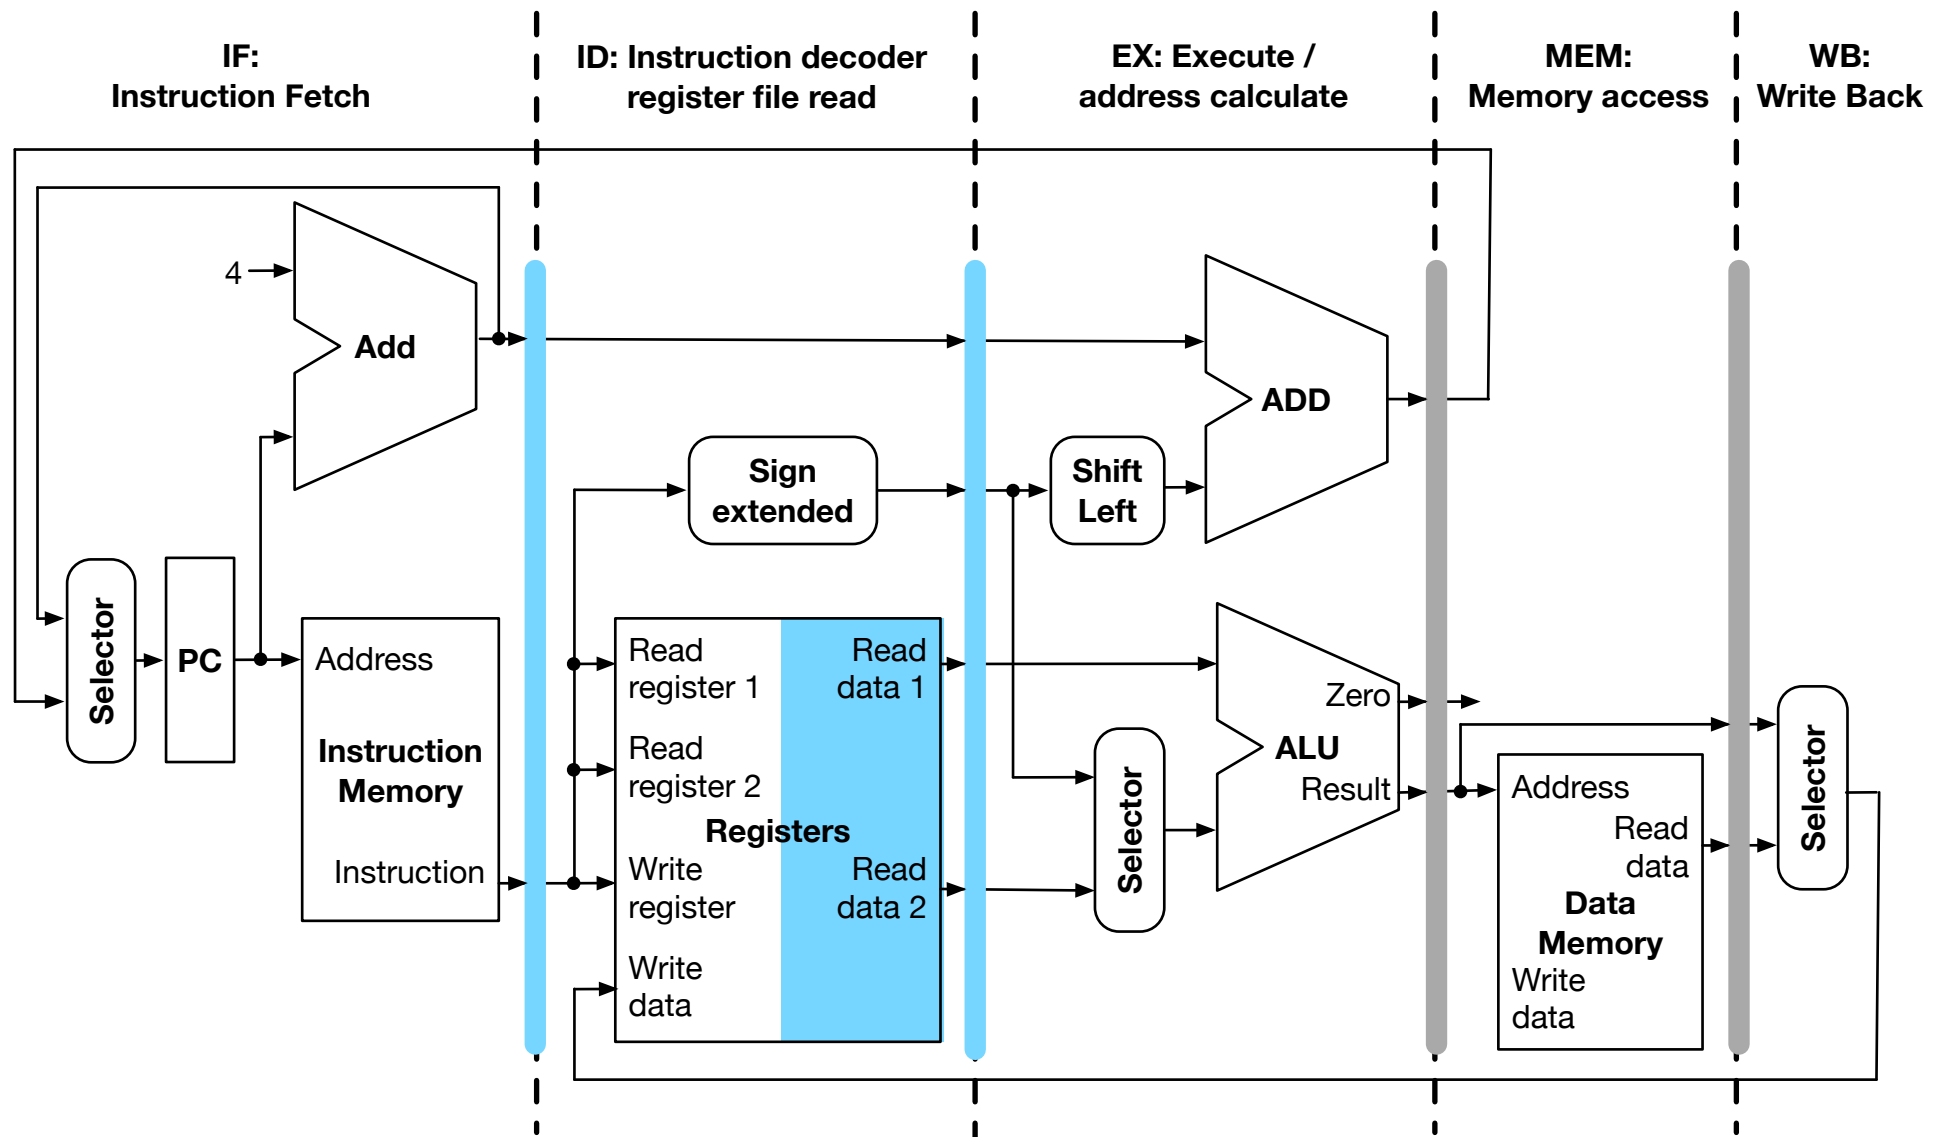 IF:
Instruction Fetch
ID: Instruction decoder
register file read
EX: Execute /
address calculate
MEM:
Memory access
WB:
Write Back
4
Add
ADD
Sign
extended
Shift
Left
Selector
PC
Address
Instruction
Memory
Instruction
Read
register 1
Read
data 1
Read
register 2
Registers
Write
register
Read
data 2
Write
data
Selector
Zero
ALU
Result
Address
Read
data
Data
Memory
Write
data
Selector